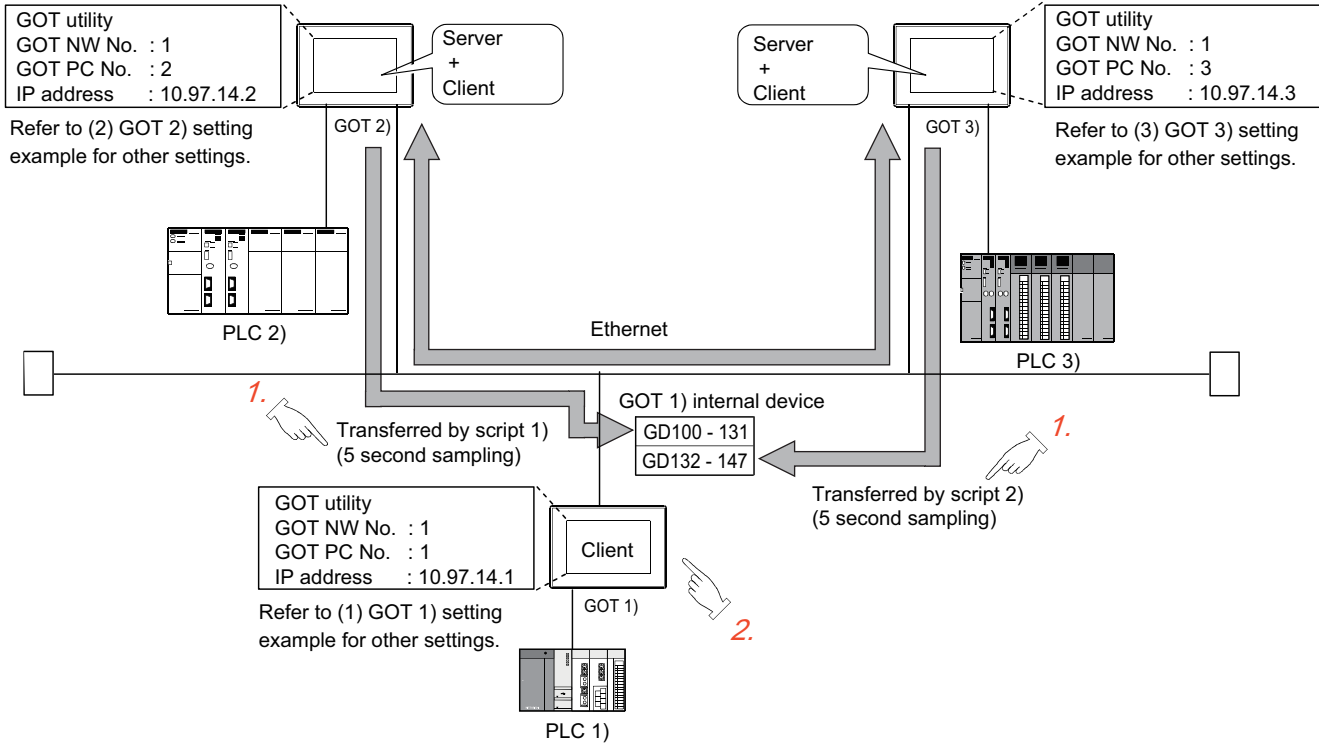 GOT utility
GOT NW No. : 1
GOT PC No. : 2
IP address : 10.97.14.2
Refer to (2) GOT 2) setting
example for other settings.
Server
+
Client
GOT 2)
Server
+
Client
GOT 3)
GOT utility
GOT NW No. : 1
GOT PC No. : 3
IP address : 10.97.14.3
Refer to (3) GOT 3) setting
example for other settings.
PLC 2)
Ethernet
PLC 3)
1.
Transferred by script 1)
(5 second sampling)
GOT 1) internal device
GD100 - 131
GD132 - 147
1.
Transferred by script 2)
(5 second sampling)
GOT utility
GOT NW No. : 1
GOT PC No. : 1
IP address : 10.97.14.1
Refer to (1) GOT 1) setting
example for other settings.
Client
GOT 1)
2.
PLC 1)